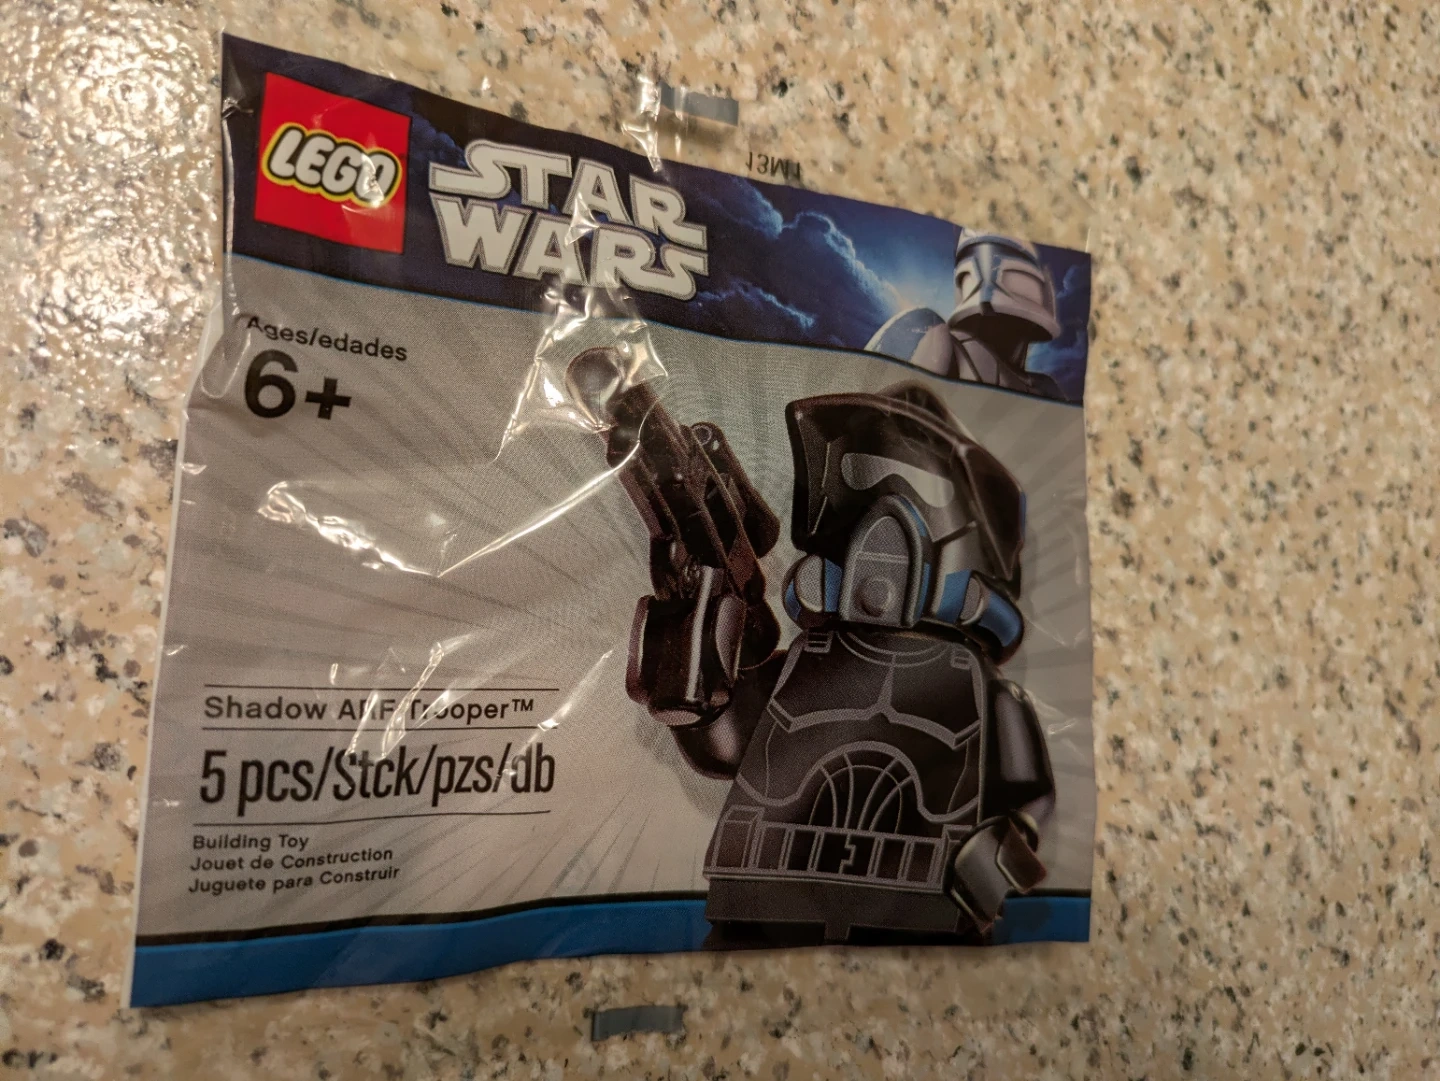 LEGO
STAR
WARS
13M1
Ages/edades
6+
Shadow ARF Trooper™
5 pcs/Stck/pzs/db
Building Toy
Jouet de Construction
Juguete para Construir